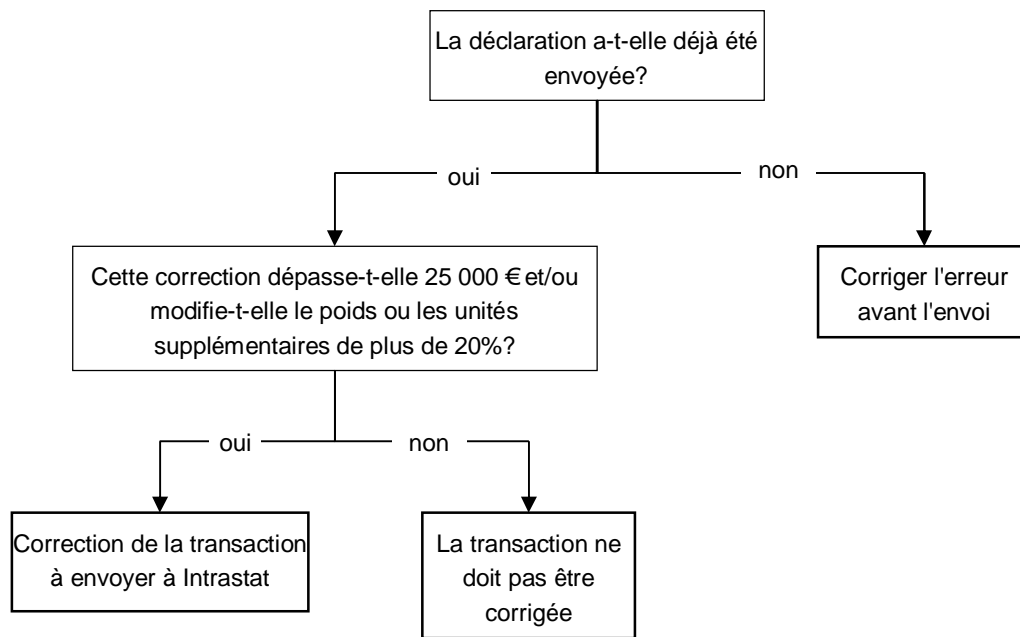 La déclaration a-t-elle déjà été
envoyée?
oui
non
Cette correction dépasse-t-elle 25 000 € et/ou
modifie-t-elle le poids ou les unités
supplémentaires de plus de 20%?
Corriger l'erreur
avant l'envoi
oui
non
Correction de la transaction
à envoyer à Intrastat
La transaction ne
doit pas être
corrigée